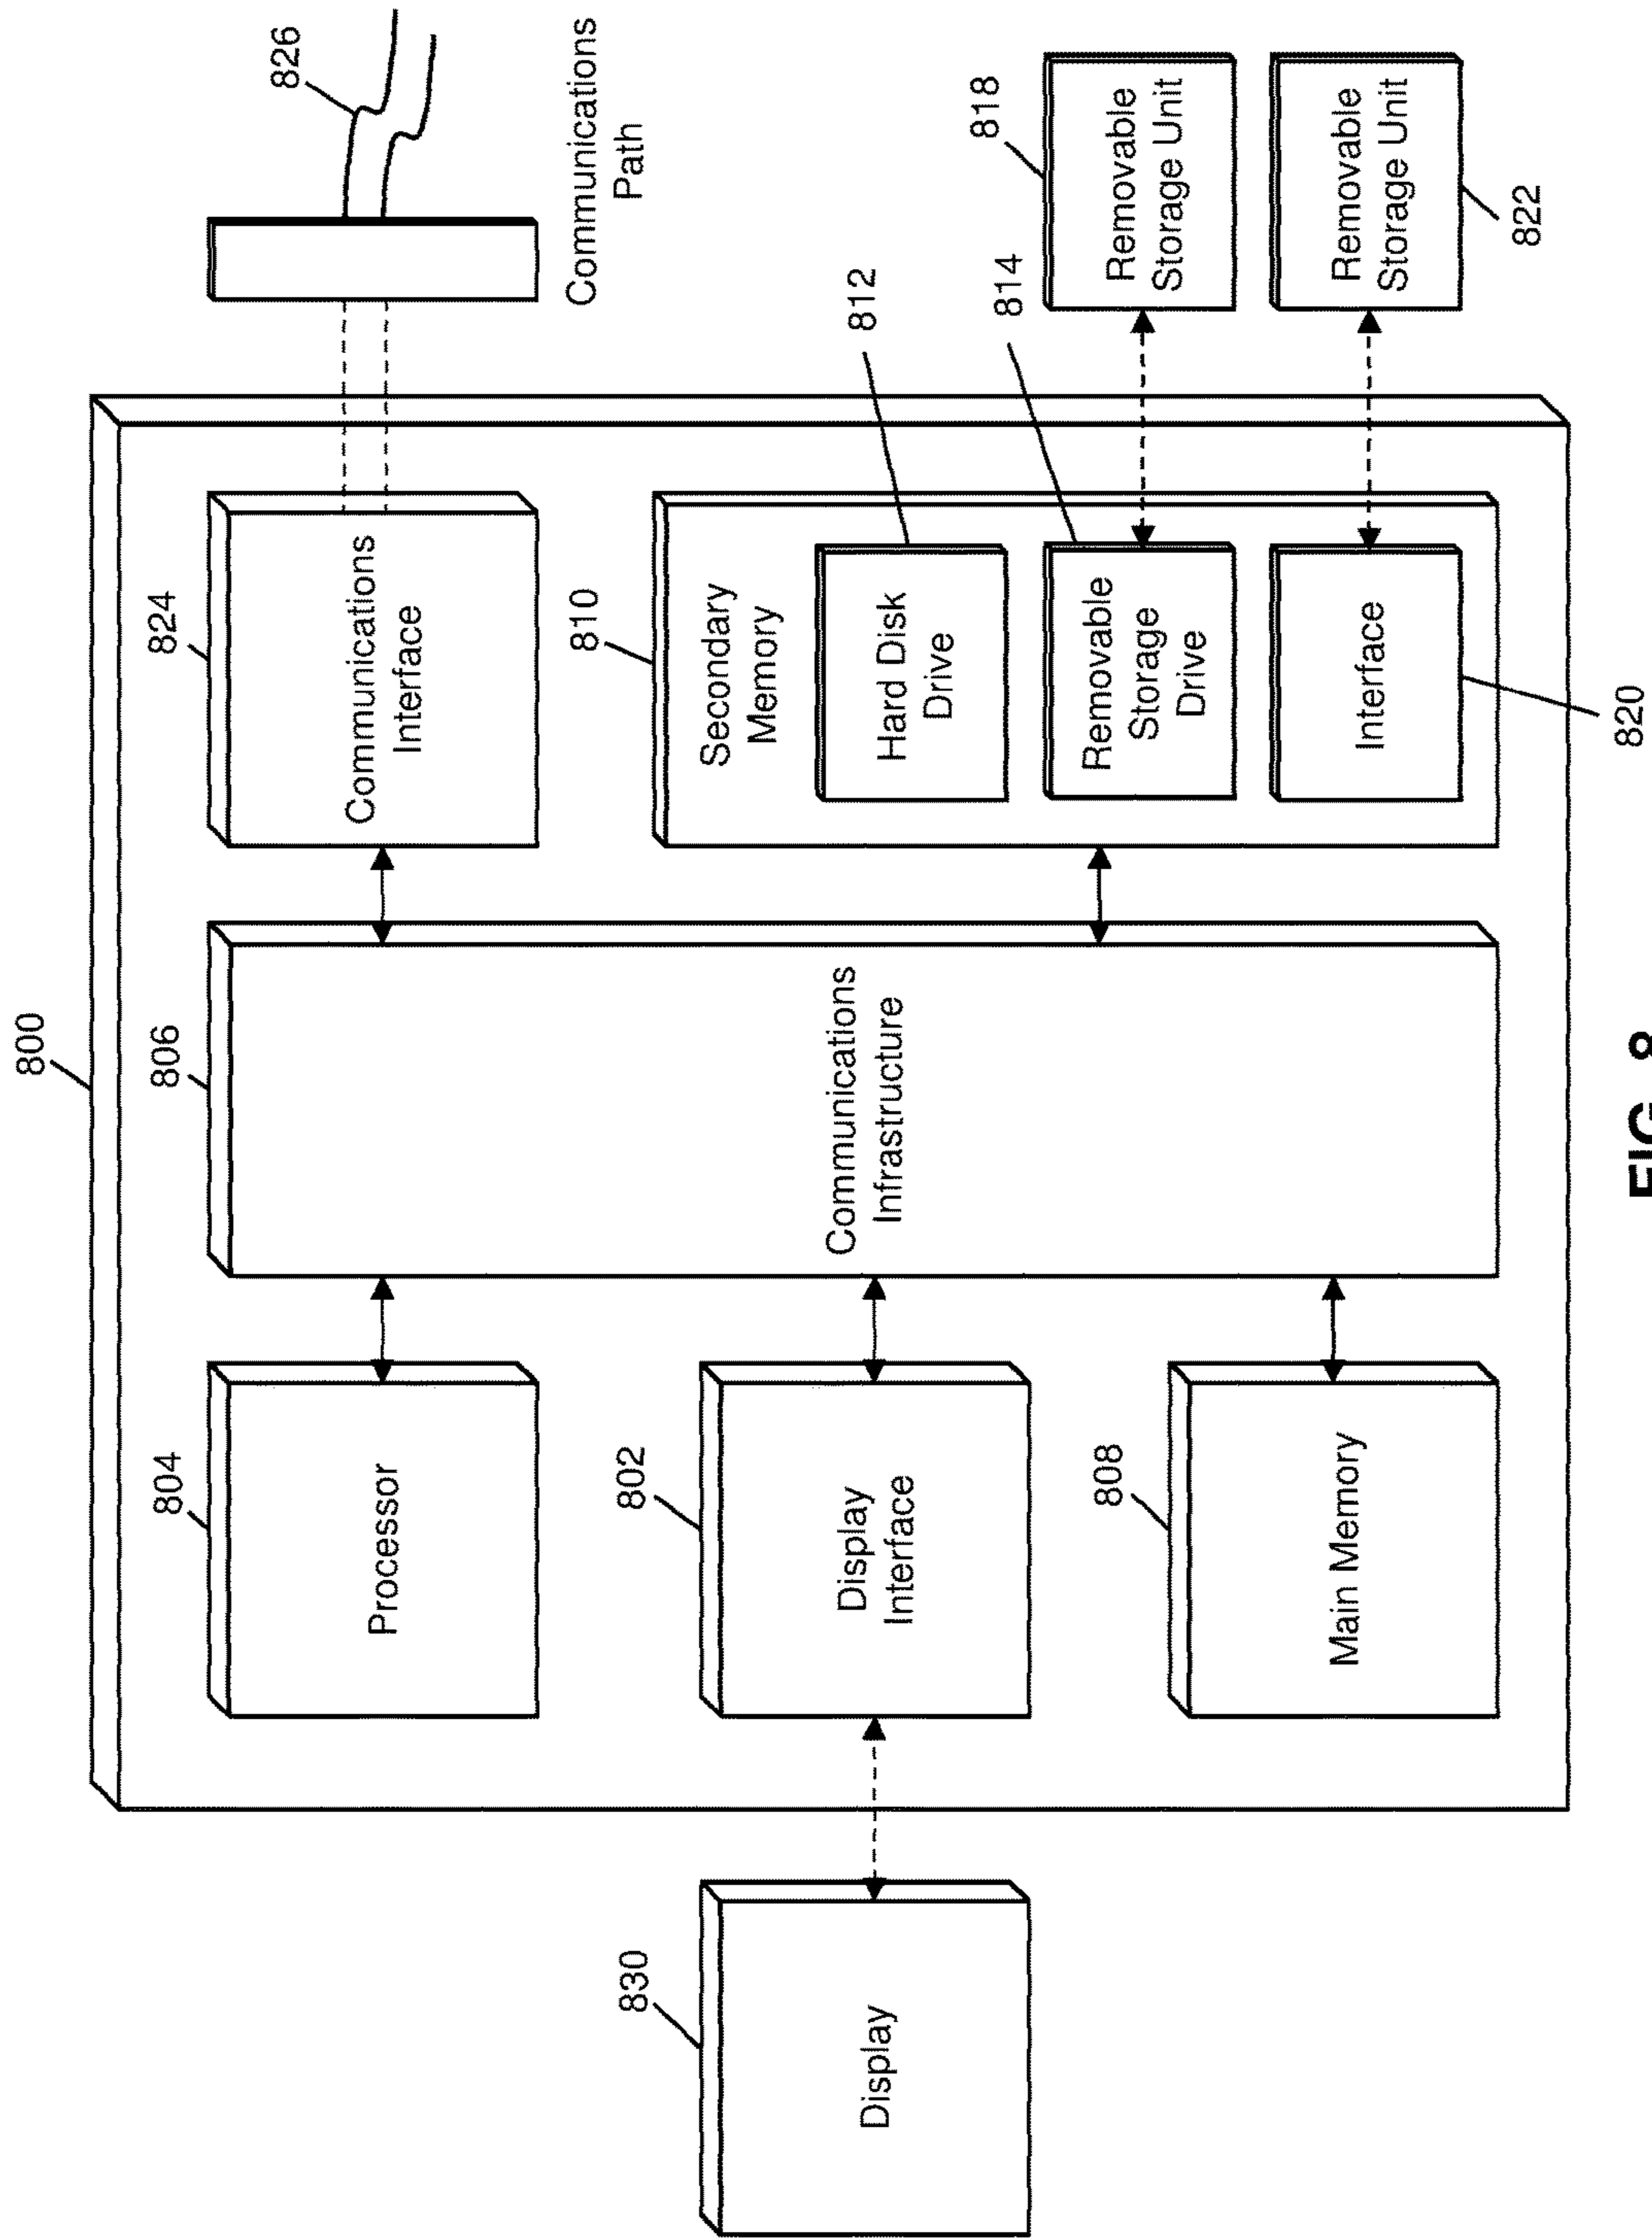 800
804
Processor
802
Display
Interface
808
Main Memory
830
Display
806
Communications
Infrastructure
824
Communications
Interface
826
Communications
Path
810
Secondary
Memory
812
Hard Disk
Drive
814
Removable
Storage
Drive
Interface
820
818
Removable
Storage Unit
Removable
Storage Unit
822
FIG. 8